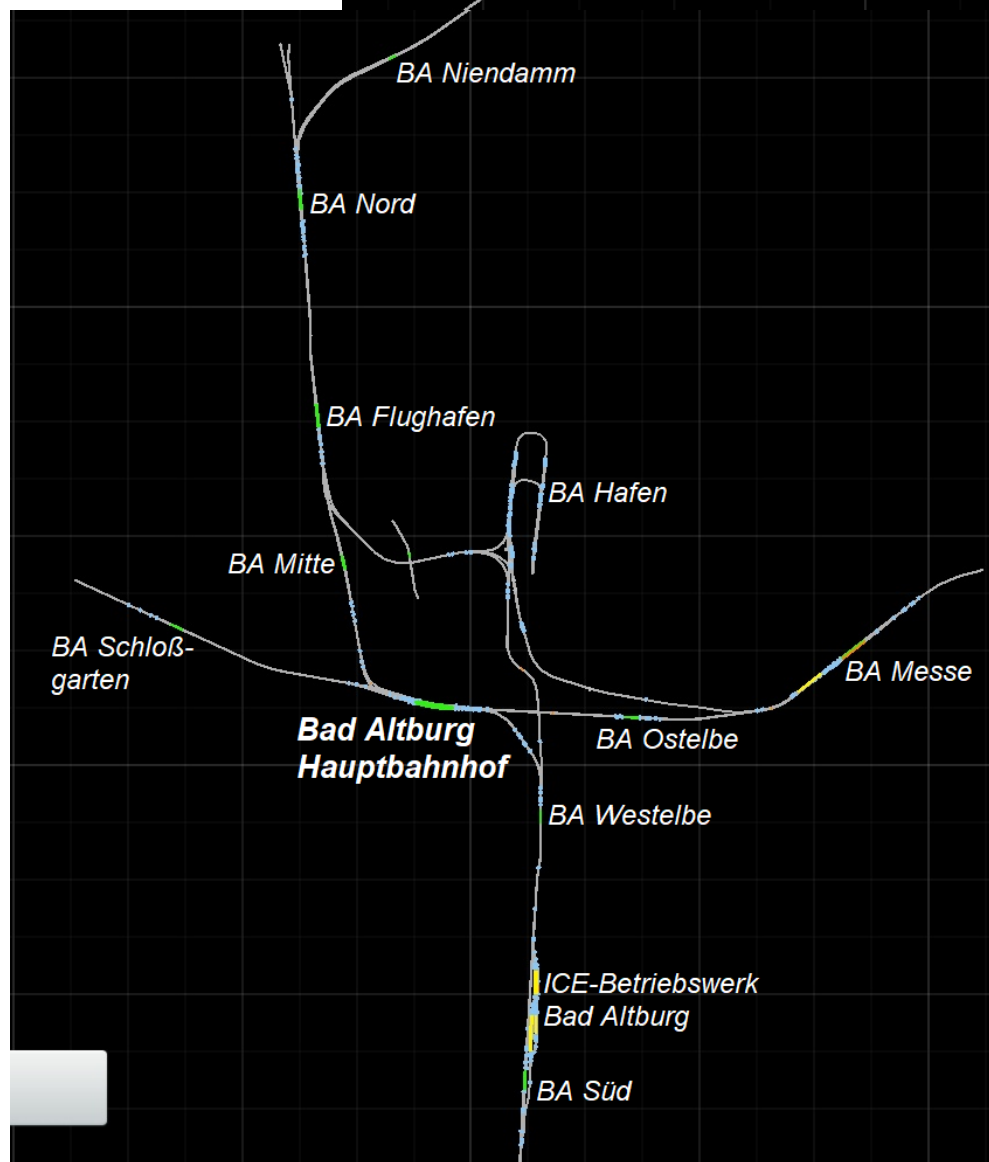 BA Niendamm
BA Nord
BA Flughafen
BA Hafen
BA Mitte
BA Schloß-
garten
BA Messe
Bad Altburg
Hauptbahnhof
BA Ostelbe
BA Westelbe
ICE-Betriebswerk
Bad Altburg
BA Süd